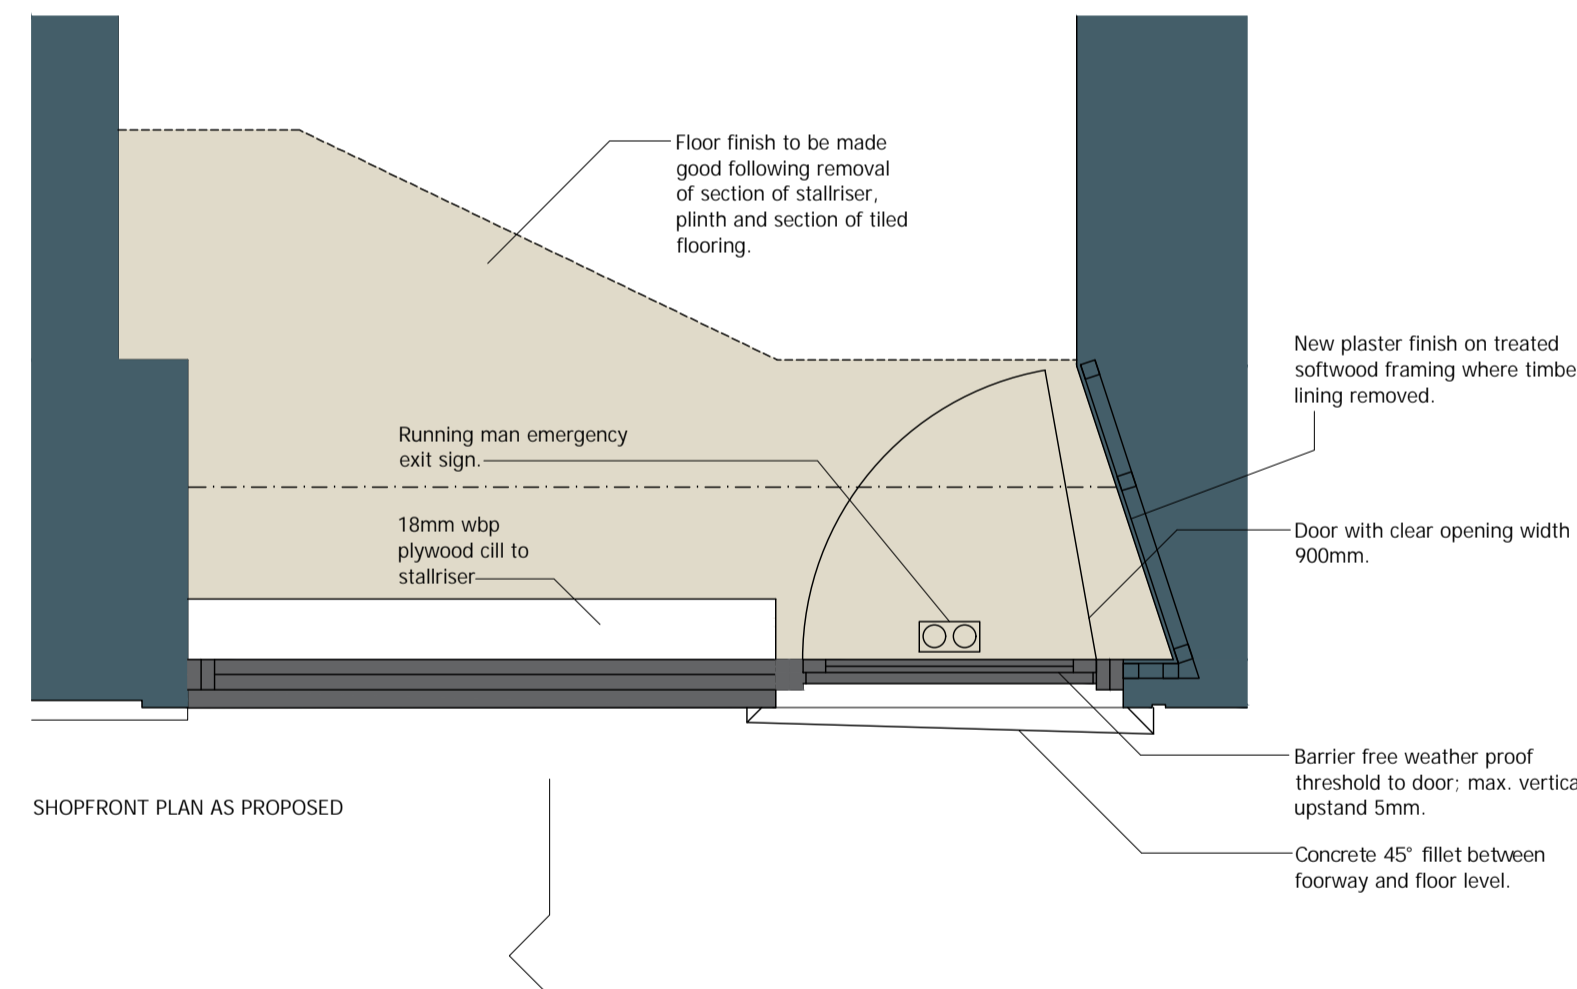 Floor finish to be made
good following removal
of section of stallriser,
plinth and section of tiled
flooring.
New plaster finish on treated
softwood framing where timbe
lining removed.
Running man emergency
exit sign.
18mm wbp
plywood cill to
stallriser
Door with clear opening width
900mm.
Barrier free weather proof
threshold to door; max. vertica
upstand 5mm.
SHOPFRONT PLAN AS PROPOSED
Concrete 45° fillet between
foorway and floor level.